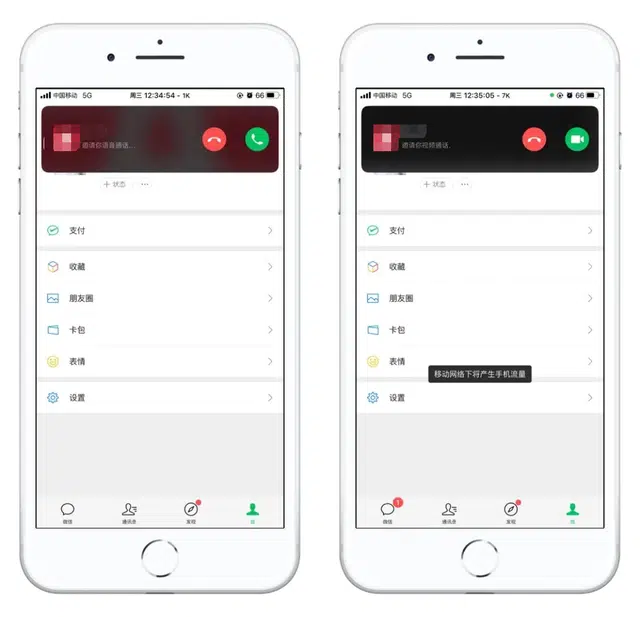 中国移动 5G 周三 12:34:54 - 1K 66
邀请你语音通话...
+ 状态 ...
支付
收藏
朋友圈
卡包
表情
设置
微信 通讯录 发现 我
中国移动 5G 周三 12:35:05 - 7K 66
邀请你视频通话...
+ 状态 ...
支付
收藏
朋友圈
卡包
表情
移动网络下将产生手机流量
设置
1
微信 通讯录 发现 我